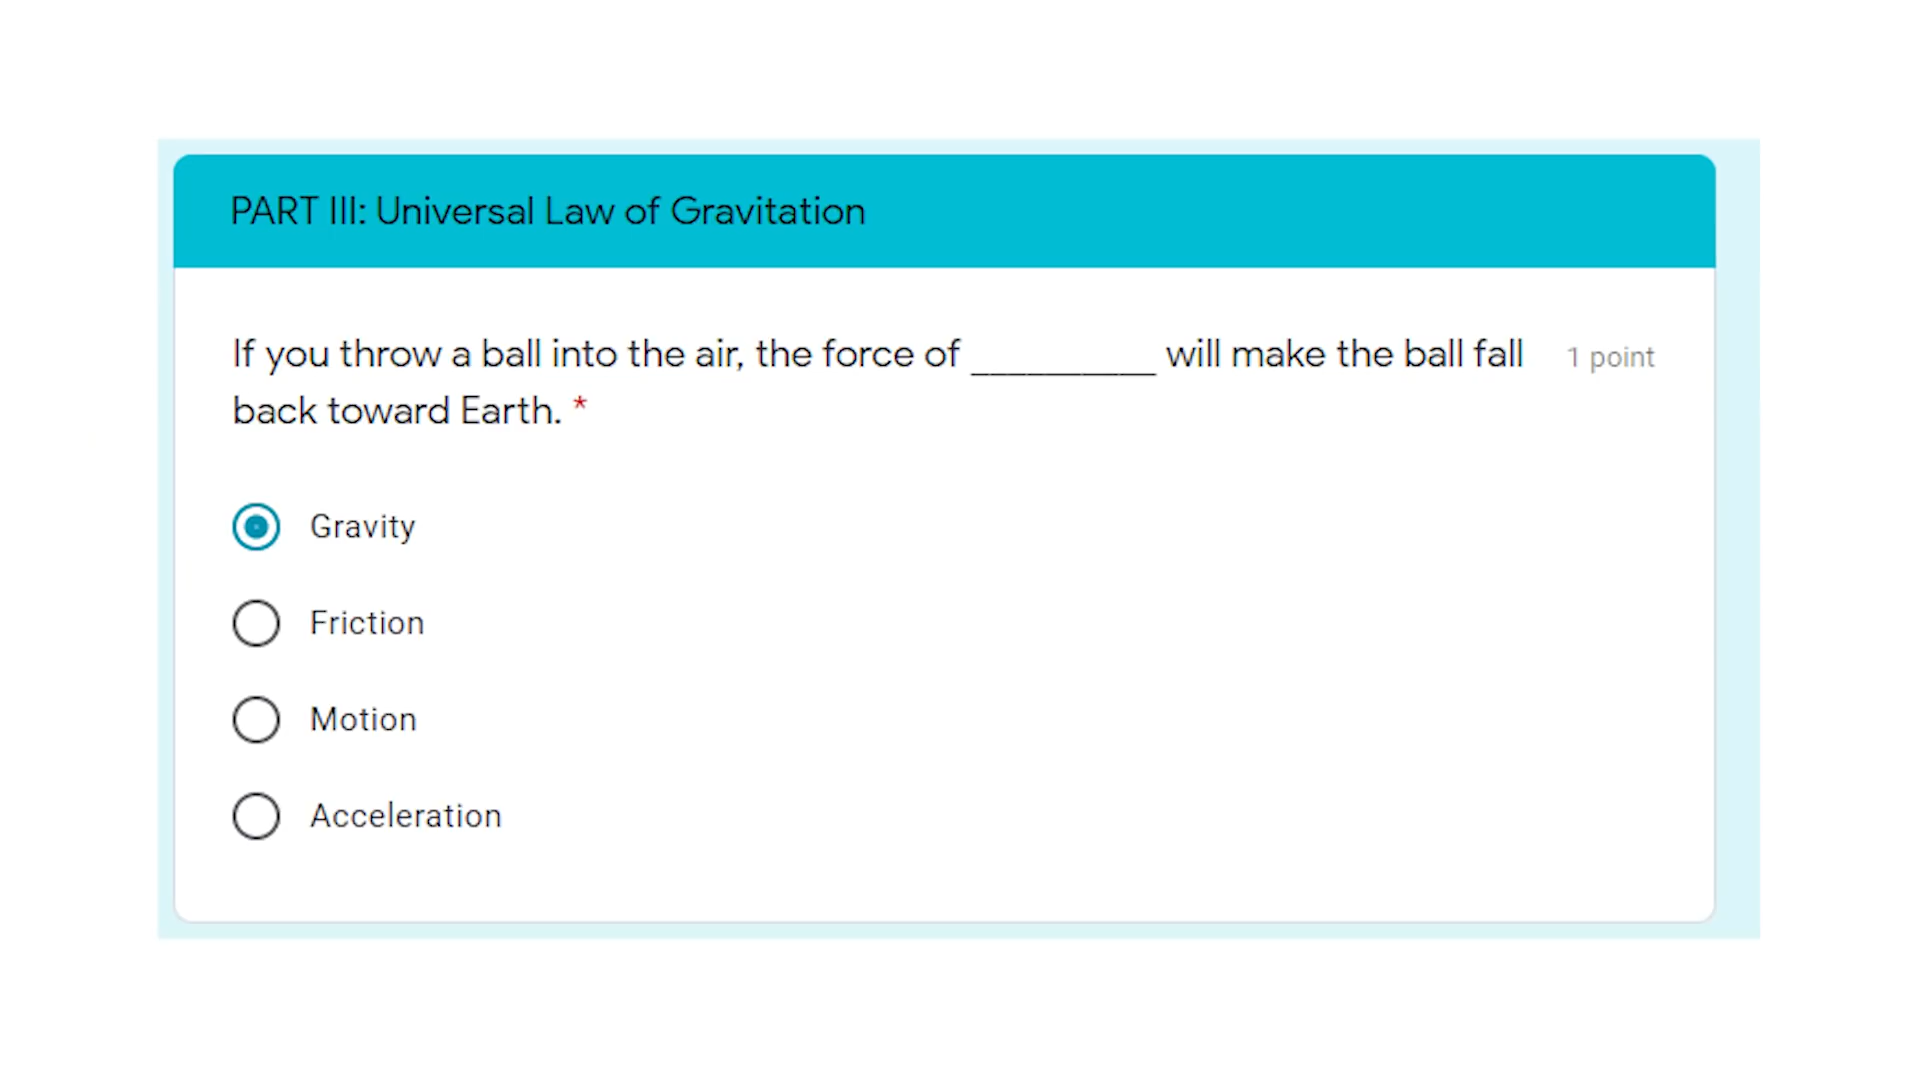 PART III: Universal Law of Gravitation
If you throw a ball into the air, the force of __________ will make the ball fall 1 point
back toward Earth. *
Gravity
Friction
Motion
Acceleration